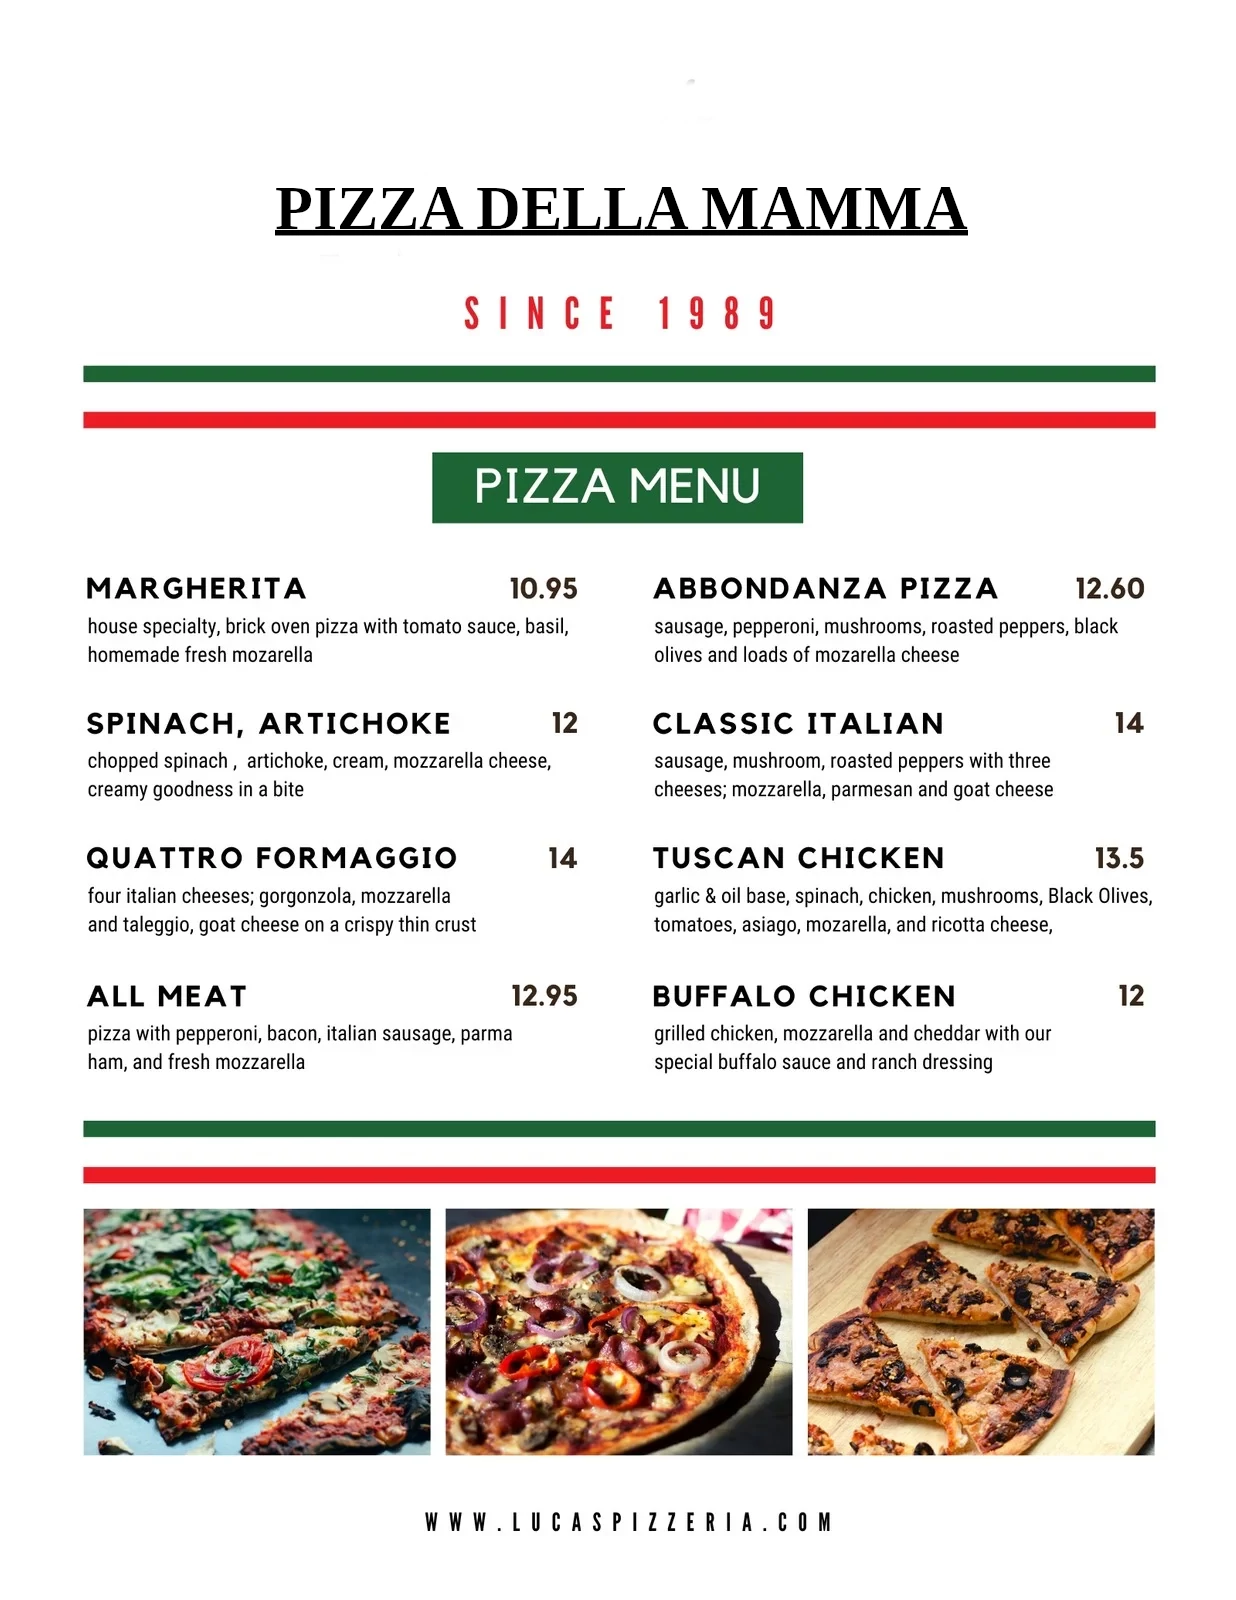 PIZZA DELLA MAMMA
SINCE 1989
PIZZA MENU
MARGHERITA 10.95
house specialty, brick oven pizza with tomato sauce, basil,
homemade fresh mozarella
SPINACH, ARTICHOKE 12
chopped spinach , artichoke, cream, mozzarella cheese,
creamy goodness in a bite
QUATTRO FORMAGGIO 14
four italian cheeses; gorgonzola, mozzarella
and taleggio, goat cheese on a crispy thin crust
ALL MEAT 12.95
pizza with pepperoni, bacon, italian sausage, parma
ham, and fresh mozzarella
ABBONDANZA PIZZA 12.60
sausage, pepperoni, mushrooms, roasted peppers, black
olives and loads of mozarella cheese
CLASSIC ITALIAN 14
sausage, mushroom, roasted peppers with three
cheeses; mozzarella, parmesan and goat cheese
TUSCAN CHICKEN 13.5
garlic & oil base, spinach, chicken, mushrooms, Black Olives,
tomatoes, asiago, mozarella, and ricotta cheese,
BUFFALO CHICKEN 12
grilled chicken, mozzarella and cheddar with our
special buffalo sauce and ranch dressing
WWW.LUCASPIZZERIA.COM